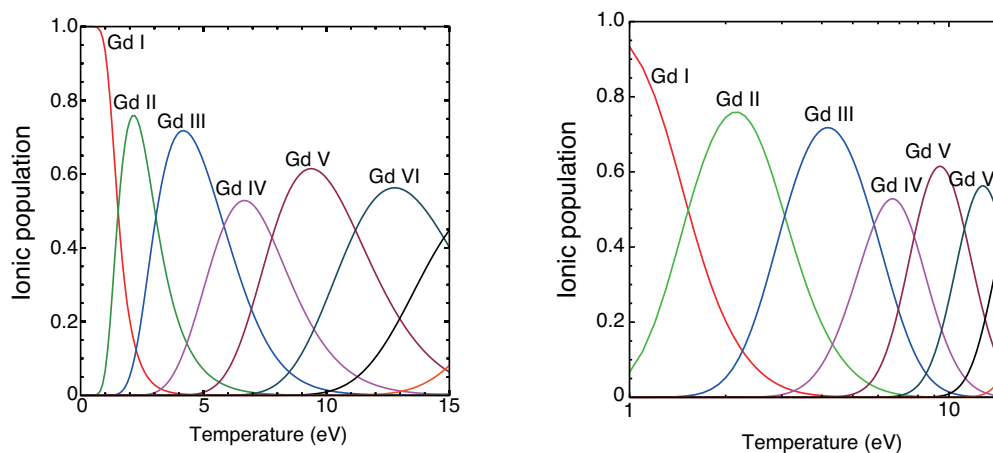 1.0
0.8
0.6
0.4
0.2
0
0
5
10
15
Ionic population
Temperature (eV)
Gd I
Gd II
Gd III
Gd IV
Gd V
Gd VI
1.0
0.8
0.6
0.4
0.2
0
1
10
Ionic population
Temperature (eV)
Gd I
Gd II
Gd III
Gd IV
Gd V
Gd V